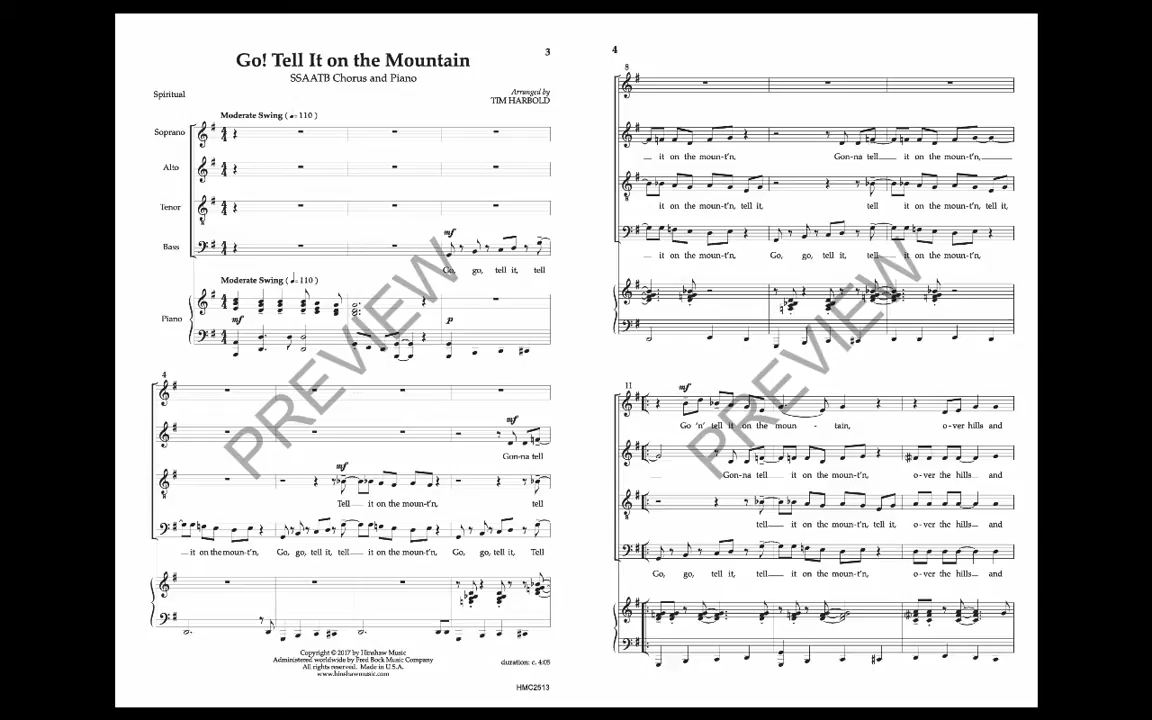 3
Go! Tell It on the Mountain
SSAATB Chorus and Piano
Spiritual
Arranged by
TIM HARBOLD
Moderate Swing ( ♩=110 )
Soprano
Alto
Tenor
Bass
mf
Go, go, tell it, tell
Moderate Swing ( ♩=110 )
Piano
mf
p
PREVIEW
4
mf
Gon-na tell
mf
Tell it on the moun-t'n, tell
it on the moun-t'n, Go, go, tell it, tell it on the moun-t'n, Go, go, tell it, Tell
Copyright © 2017 by Hinshaw Music
Administered worldwide by Fred Bock Music Company
All rights reserved. Made in U.S.A.
www.hinshawmusic.com
duration: c. 4:05
HMC2513
4
8
it on the moun-t'n, Gon-na tell it on the moun-t'n,
it on the moun-t'n, tell it, tell it on the moun-t'n, tell it,
it on the moun-t'n, Go, go, tell it, tell it on the moun-t'n,
PREVIEW
11
mf
Go 'n' tell it on the moun - tain, o-ver hills and
Gon-na tell it on the moun-t'n, o-ver the hills and
tell it on the moun-t'n, tell it, o-ver the hills and
Go, go, tell it, tell it on the moun-t'n, o-ver the hills and